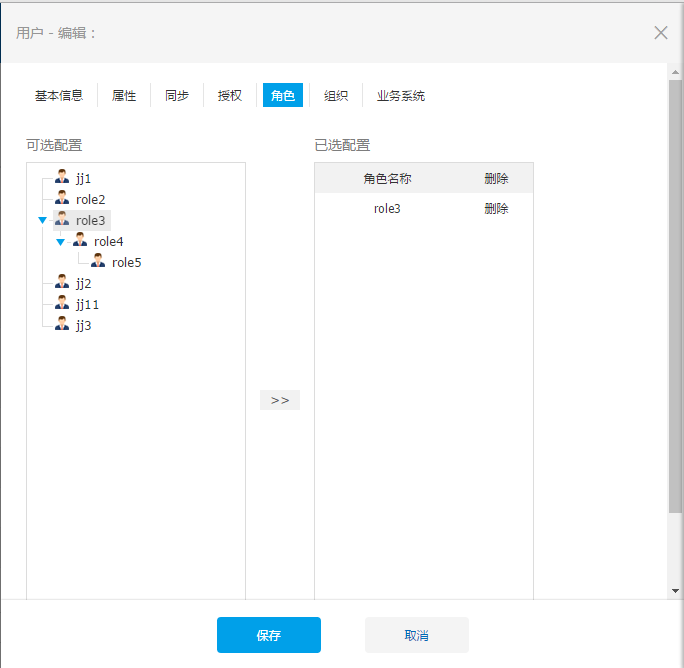 用户 - 编辑：
基本信息 属性 同步 授权 角色 组织 业务系统
可选配置
已选配置
jj1
role2
role3
role4
role5
jj2
jj11
jj3
>>
角色名称 删除
role3 删除
保存 取消